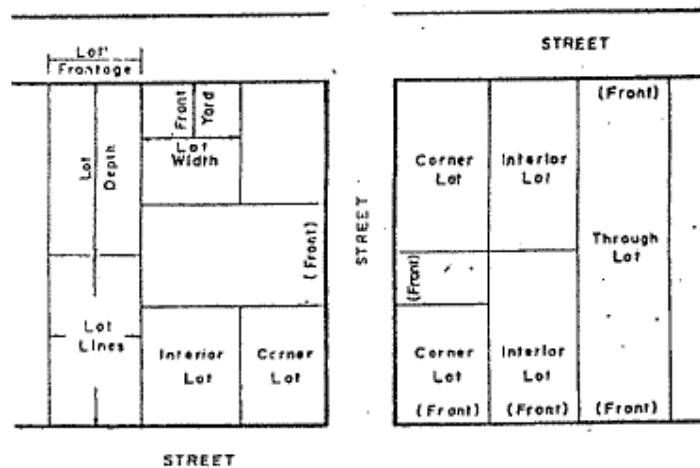 Lot
Frontage
Lot
Depth
Front
Yard
Lot
Width
(Front)
Lot
Lines
Interior
Lot
Corner
Lot
STREET
STREET
STREET
(Front)
Corner
Lot
Interior
Lot
Through
Lot
(Front)
Corner
Lot
(Front)
Interior
Lot
(Front)
(Front)